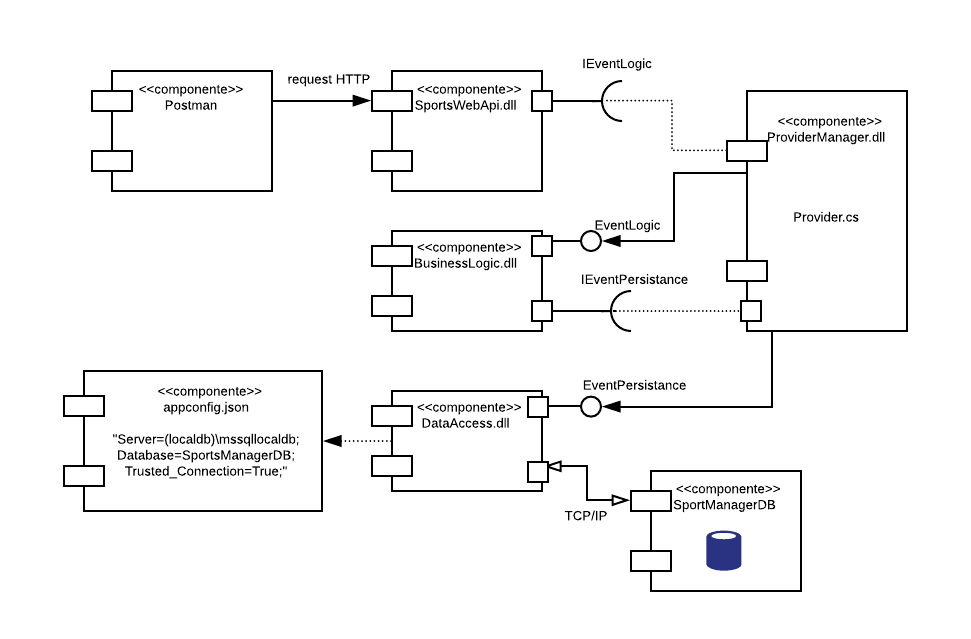 IEventLogic
request HTTP
<<componente>>
Postman
<<componente>>
SportsWebApi.dll
<<componente>>
ProviderManager.dll
Provider.cs
EventLogic
<<componente>>
BusinessLogic.dll
IEventPersistance
<<componente>>
appconfig.json
"Server=(localdb)\mssqllocaldb;
Database=SportsManagerDB;
Trusted_Connection=True;"
EventPersistance
<<componente>>
DataAccess.dll
TCP/IP
<<componente>>
SportManagerDB